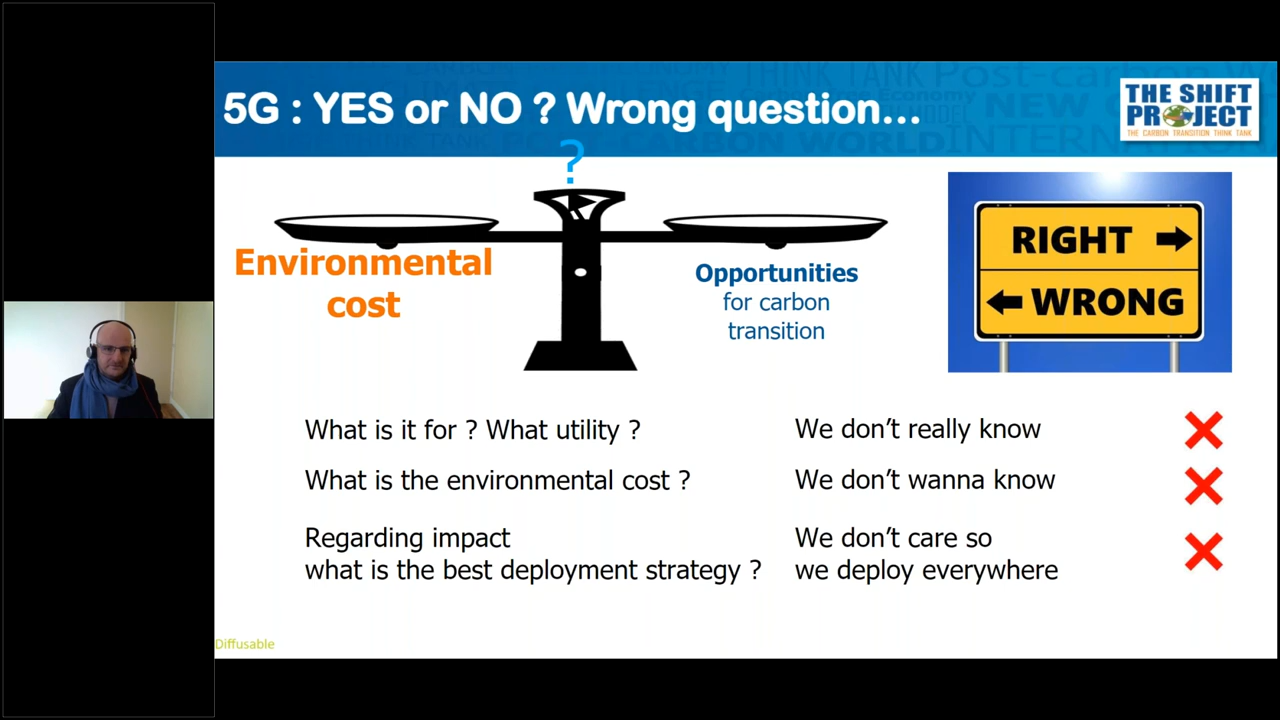 5G : YES or NO ? Wrong question...
THE SHIFT
PROJECT
THE CARBON TRANSITION THINK TANK
?
Environmental
cost
Opportunities
for carbon
transition
RIGHT
WRONG
What is it for ? What utility ?
We don't really know
What is the environmental cost ?
We don't wanna know
Regarding impact
what is the best deployment strategy ?
We don't care so
we deploy everywhere
Diffusable